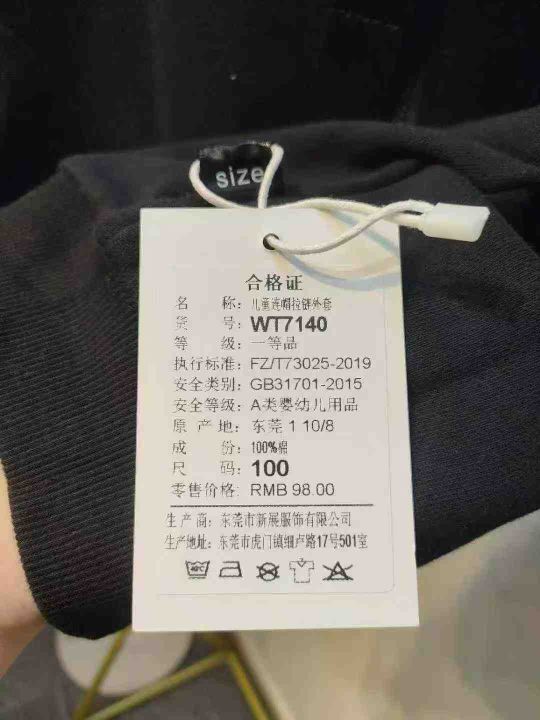 size
合格证
名 称: 儿童连帽拉链外套
货 号: WT7140
等 级: 一等品
执行标准: FZ/T73025-2019
安全类别: GB31701-2015
安全等级: A类婴幼儿用品
原 产 地: 东莞 1 10/8
成 份: 100%棉
尺 码: 100
零售价格: RMB 98.00
生 产 商: 东莞市新展服饰有限公司
生产地址: 东莞市虎门镇细卢路17号501室
40℃